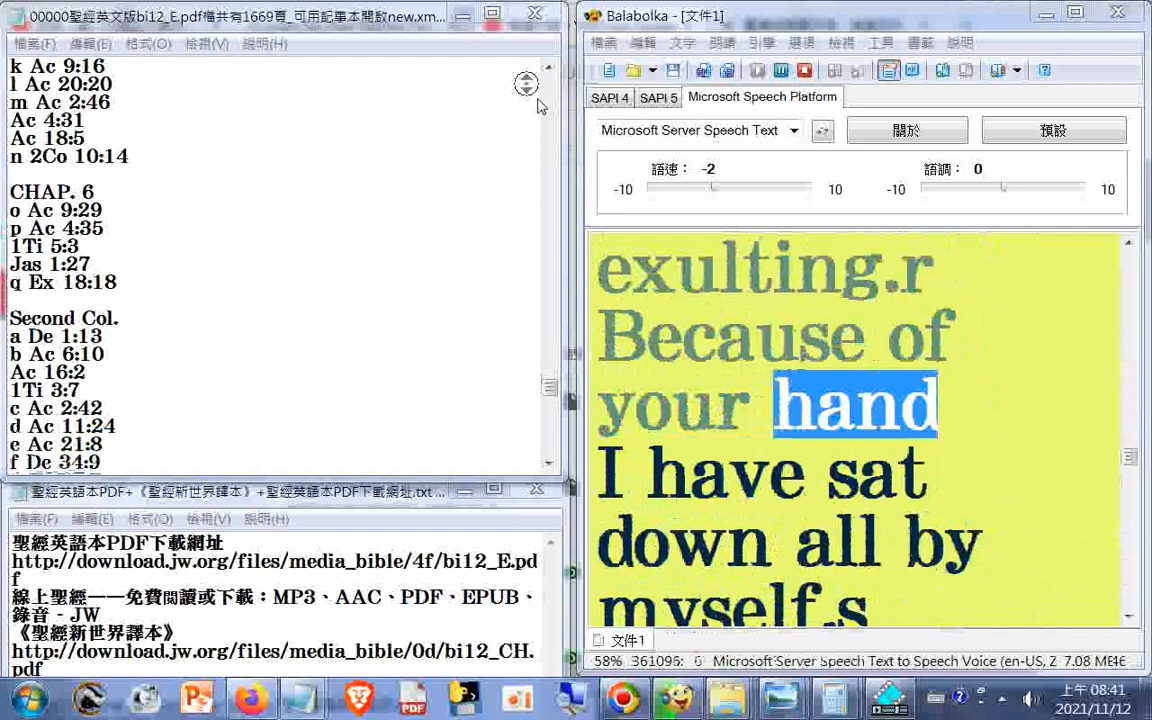 00000聖經英文版bi12_E.pdf檔共有1669頁_可用記事本開啟new.xm...
檔案(F) 編輯(E) 格式(O) 檢視(V) 說明(H)
k Ac 9:16
l Ac 20:20
m Ac 2:46
Ac 4:31
Ac 18:5
n 2Co 10:14
CHAP. 6
o Ac 9:29
p Ac 4:35
1Ti 5:3
Jas 1:27
q Ex 18:18
Second Col.
a De 1:13
b Ac 6:10
Ac 16:2
1Ti 3:7
c Ac 2:42
d Ac 11:24
e Ac 21:8
f De 34:9
聖經英語本PDF+《聖經新世界譯本》+聖經英語本PDF下載網址.txt ...
檔案(F) 編輯(E) 格式(O) 檢視(V) 說明(H)
聖經英語本PDF下載網址
http://download.jw.org/files/media_bible/4f/bi12_E.pd
f
線上聖經——免費閱讀或下載：MP3、AAC、PDF、EPUB、
錄音 - JW
《聖經新世界譯本》
http://download.jw.org/files/media_bible/0d/bi12_CH.
pdf
Balabolka - [文件1]
檔案 編輯 文字 朗讀 引擎 選項 檢視 工具 書籤 說明
SAPI 4 SAPI 5 Microsoft Speech Platform
Microsoft Server Speech Text 關於 預設
語速： -2 語調： 0
-10 10 -10 10
exulting.r
Because of
your hand
I have sat
down all by
myself.s
文件1
58% 361096: 0 Microsoft Server Speech Text to Speech Voice (en-US, Z 7.08 ME46
上午 08:41
2021/11/12